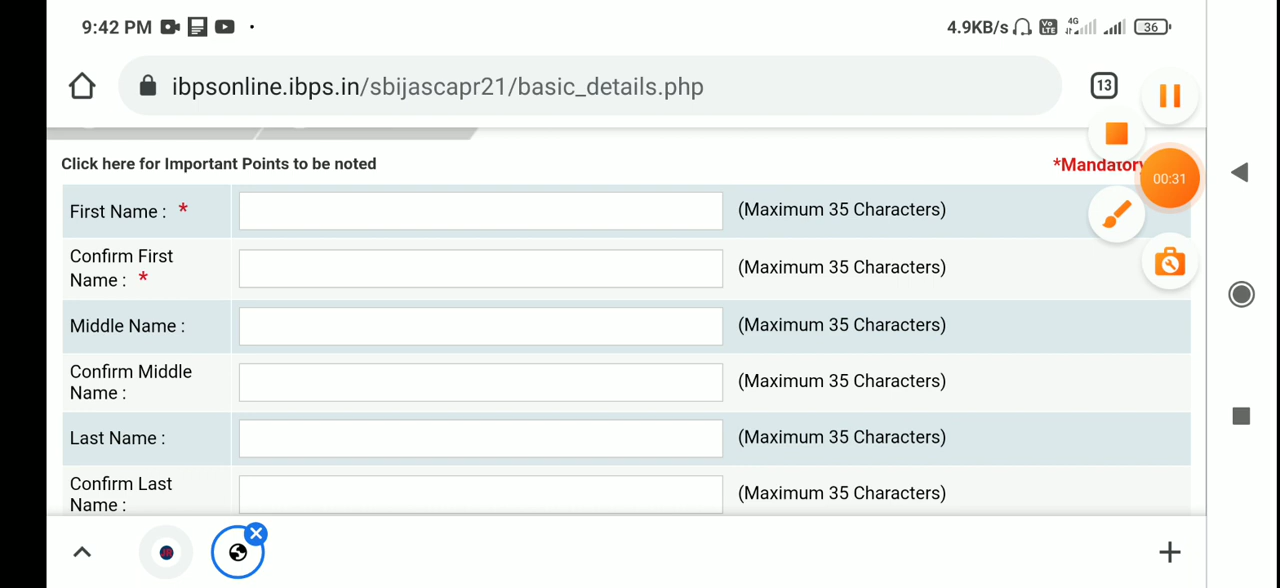 9:42 PM
4.9KB/s
Vo LTE
4G
36
ibpsonline.ibps.in/sbijascapr21/basic_details.php
13
Click here for Important Points to be noted
*Mandatory
00:31
First Name : *
(Maximum 35 Characters)
Confirm First
Name : *
(Maximum 35 Characters)
Middle Name :
(Maximum 35 Characters)
Confirm Middle
Name :
(Maximum 35 Characters)
Last Name :
(Maximum 35 Characters)
Confirm Last
Name :
(Maximum 35 Characters)